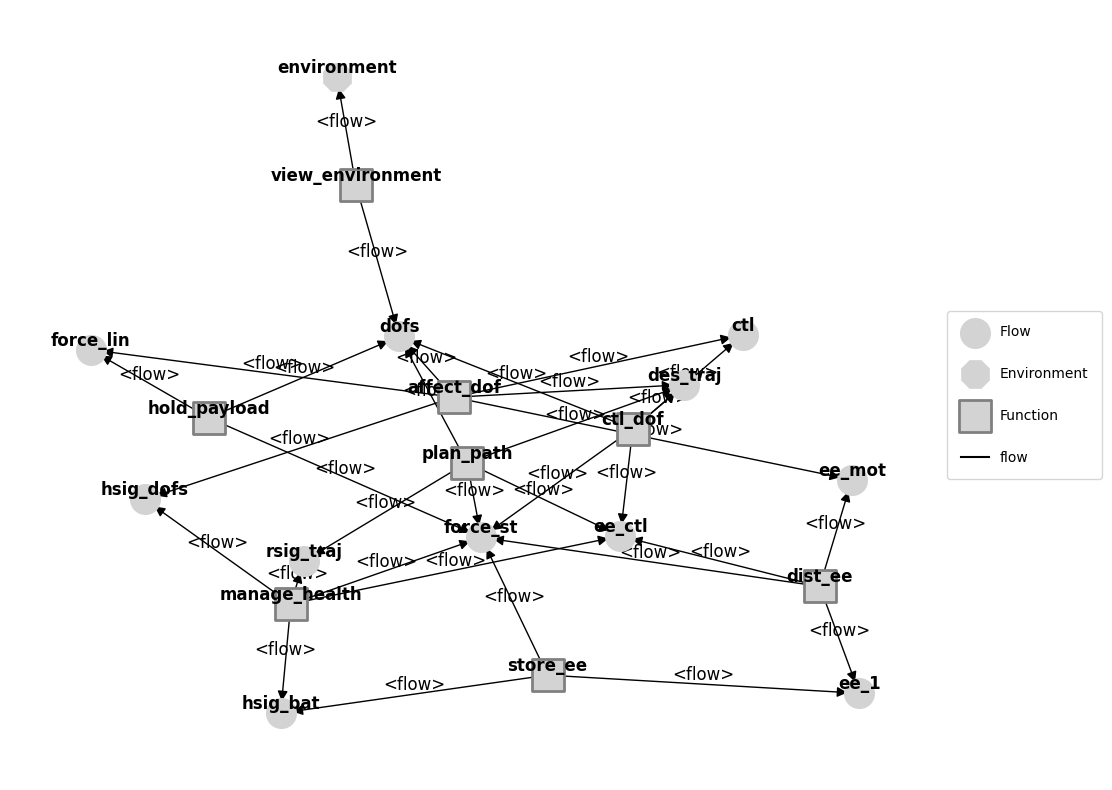 environment
<flow>
view_environment
<flow>
dofs
ctl
force_lin
<flow>
<flow>
<flow>
<flow>
<flow>
<flow>
<flow>
des_traj
affect_dof
<flow>
hold_payload
<flow>
ctl_dof
<flow>
plan_path
<flow>
<flow>
<flow>
ee_mot
hsig_dofs
<flow>
<flow>
<flow>
force_st
ee_ctl
<flow>
<flow>
rsig_traj
<flow>
<flow>
<flow>
<flow>
dist_ee
manage_health
<flow>
<flow>
<flow>
store_ee
<flow>
<flow>
ee_1
hsig_bat
Flow
Environment
Function
flow